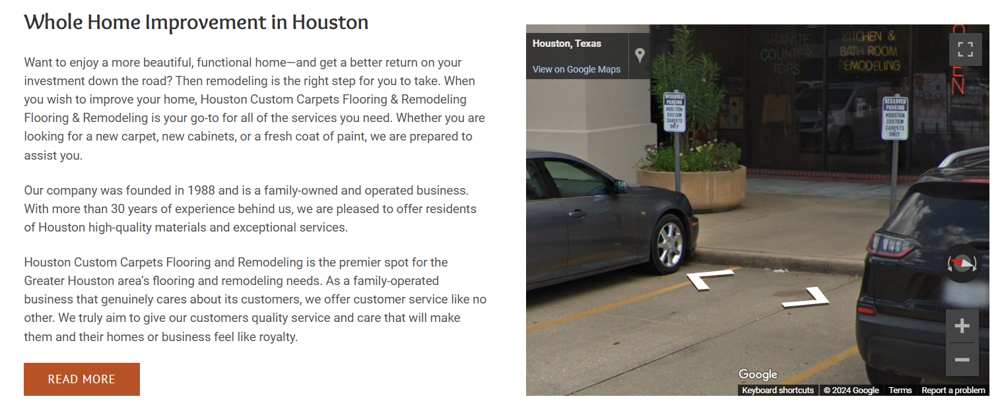 Whole Home Improvement in Houston
Want to enjoy a more beautiful, functional home—and get a better return on your
investment down the road? Then remodeling is the right step for you to take. When
you wish to improve your home, Houston Custom Carpets Flooring & Remodeling
Flooring & Remodeling is your go-to for all of the services you need. Whether you are
looking for a new carpet, new cabinets, or a fresh coat of paint, we are prepared to
assist you.
Our company was founded in 1988 and is a family-owned and operated business.
With more than 30 years of experience behind us, we are pleased to offer residents
of Houston high-quality materials and exceptional services.
Houston Custom Carpets Flooring and Remodeling is the premier spot for the
Greater Houston area’s flooring and remodeling needs. As a family-operated
business that genuinely cares about its customers, we offer customer service like no
other. We truly aim to give our customers quality service and care that will make
them and their homes or business feel like royalty.
READ MORE
Houston, Texas
View on Google Maps
GRANITE
COUNTER
TOPS
KITCHEN &
BATH ROOM
REMODELING
RESERVED
PARKING
HOUSTON
CUSTOM
CARPETS
ONLY
RESERVED
PARKING
HOUSTON
CUSTOM
CARPETS
ONLY
Google
Keyboard shortcuts
© 2024 Google
Terms
Report a problem